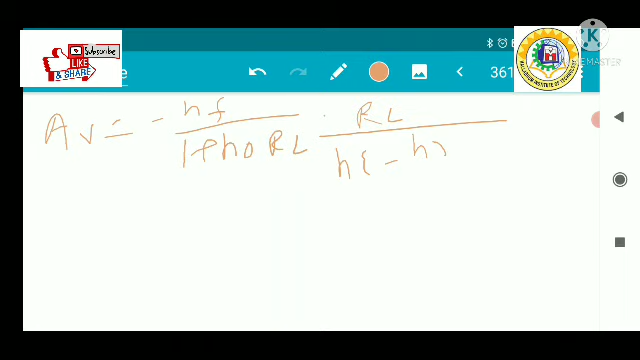 Subscribe
LIKE
& SHARE
e
361
Av = - hf / 1+hoRL . RL / hi - h